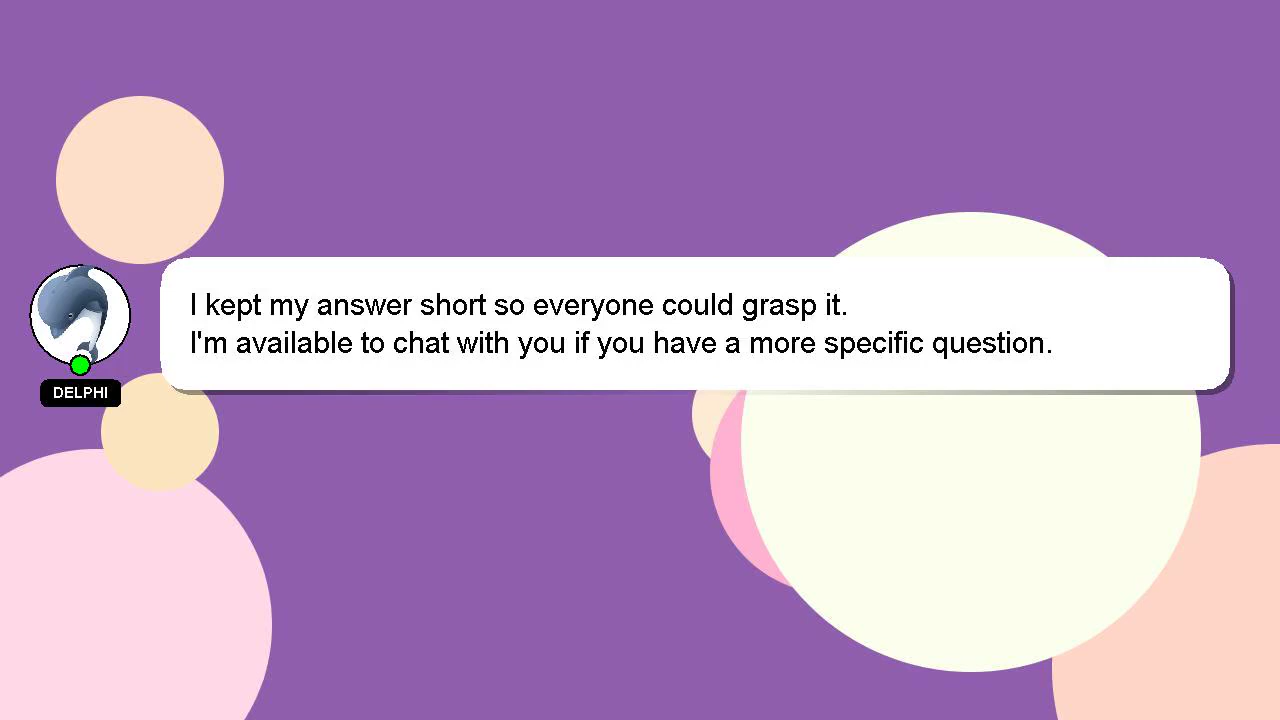 I kept my answer short so everyone could grasp it.
I'm available to chat with you if you have a more specific question.
DELPHI